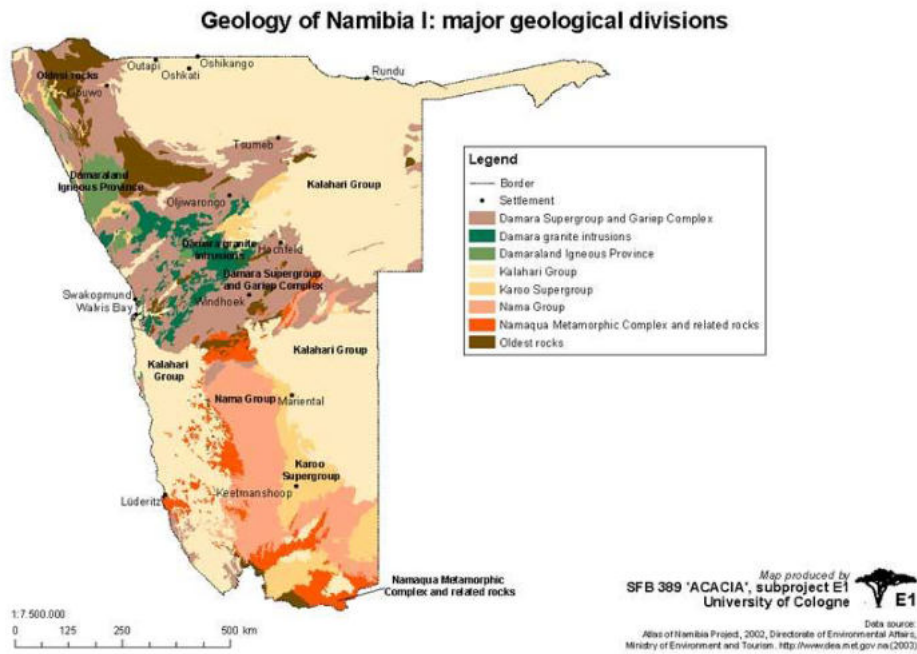 Geology of Namibia I: major geological divisions
Oldest rocks
Outapi
Oshikango
Oshkati
Opuwo
Rundu
Tsumeb
Damaraland
Igneous Province
Kalahari Group
Otjiwarongo
Damara granite
intrusions
Hochfeld
Damara Supergroup
and Gariep Complex
Swakopmund
Walvis Bay
Windhoek
Kalahari
Group
Kalahari Group
Nama Group
Mariental
Karoo
Supergroup
Keetmanshoop
Lüderitz
Namaqua Metamorphic
Complex and related rocks
Legend
Border
Settlement
Damara Supergroup and Gariep Complex
Damara granite intrusions
Damaraland Igneous Province
Kalahari Group
Karoo Supergroup
Nama Group
Namaqua Metamorphic Complex and related rocks
Oldest rocks
1:7.500.000
0 125 250 500 km
Map produced by
SFB 389 'ACACIA', subproject E1
University of Cologne
E1
Data source:
Atlas of Namibia Project, 2002, Directorate of Environmental Affairs,
Ministry of Environment and Tourism. http://www.dea.met.gov.na (2003)